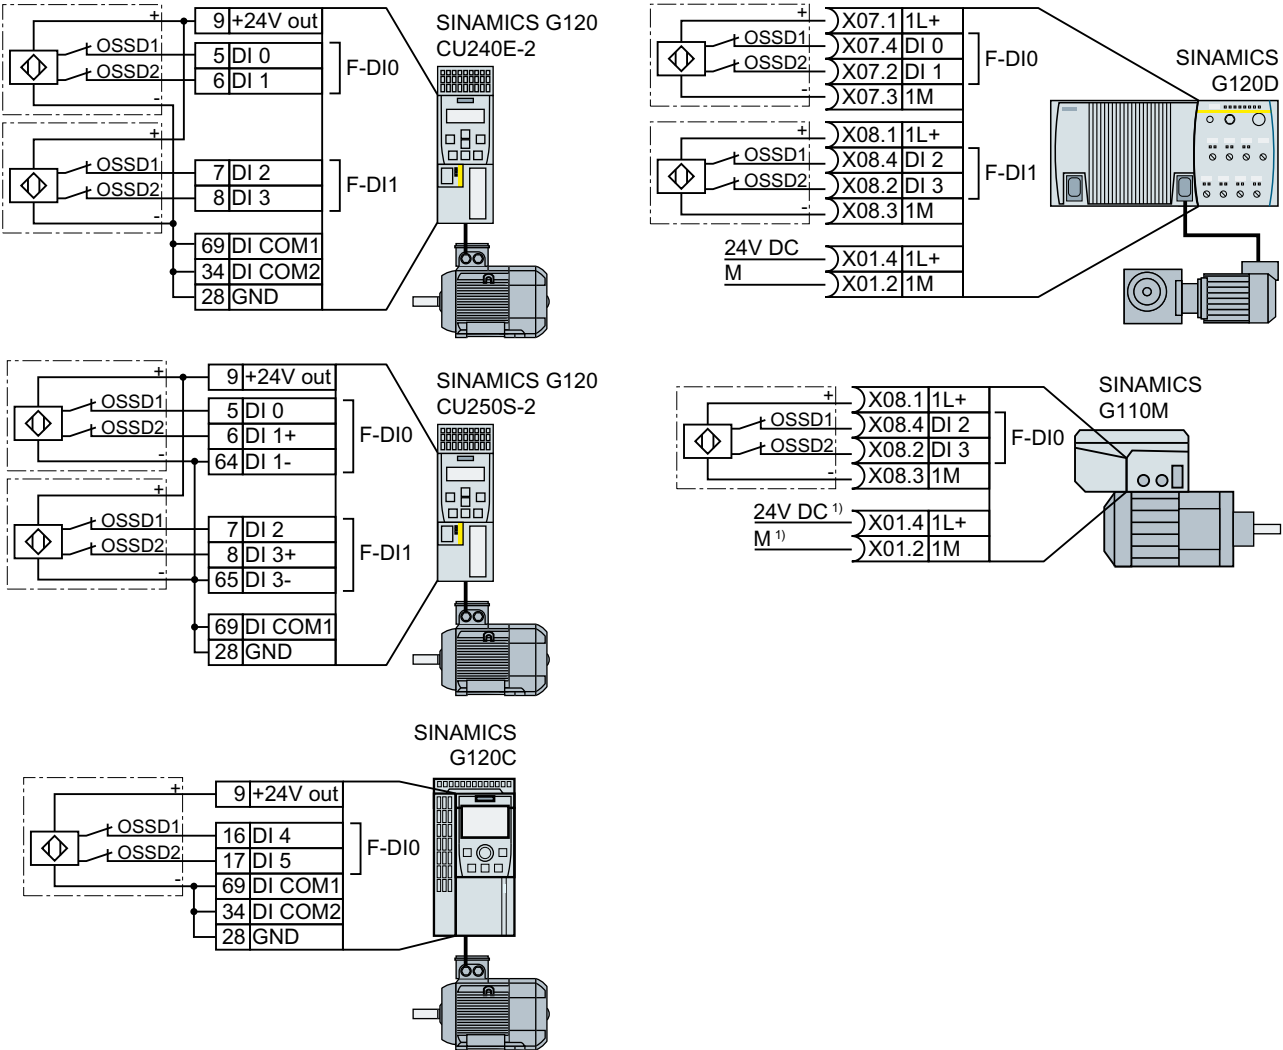 +
9 +24V out
SINAMICS G120
CU240E-2
OSSD1
5 DI 0
OSSD2
6 DI 1
F-DI0
-
+
OSSD1
7 DI 2
OSSD2
8 DI 3
F-DI1
-
69 DI COM1
34 DI COM2
28 GND
+
X07.1 1L+
OSSD1
X07.4 DI 0
OSSD2
X07.2 DI 1
F-DI0
-
X07.3 1M
SINAMICS
G120D
+
X08.1 1L+
OSSD1
X08.4 DI 2
OSSD2
X08.2 DI 3
F-DI1
-
X08.3 1M
24V DC
X01.4 1L+
M
X01.2 1M
+
9 +24V out
SINAMICS G120
CU250S-2
OSSD1
5 DI 0
OSSD2
6 DI 1+
F-DI0
-
64 DI 1-
+
OSSD1
7 DI 2
OSSD2
8 DI 3+
F-DI1
-
65 DI 3-
69 DI COM1
28 GND
+
X08.1 1L+
SINAMICS
G110M
OSSD1
X08.4 DI 2
OSSD2
X08.2 DI 3
F-DI0
-
X08.3 1M
24V DC 1)
X01.4 1L+
M 1)
X01.2 1M
SINAMICS
G120C
+
9 +24V out
OSSD1
16 DI 4
OSSD2
17 DI 5
F-DI0
-
69 DI COM1
34 DI COM2
28 GND